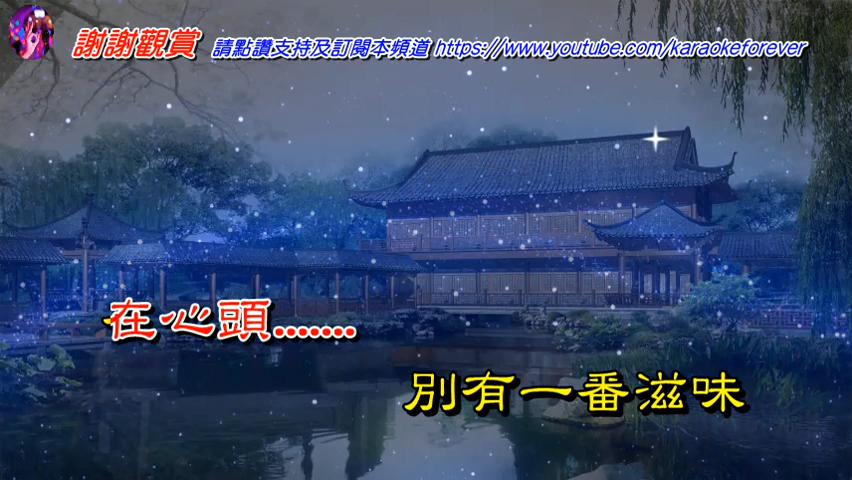 謝謝觀賞 請點讚支持及訂閱本頻道 https://www.youtube.com/karaokeforever
在心頭.......
別有一番滋味